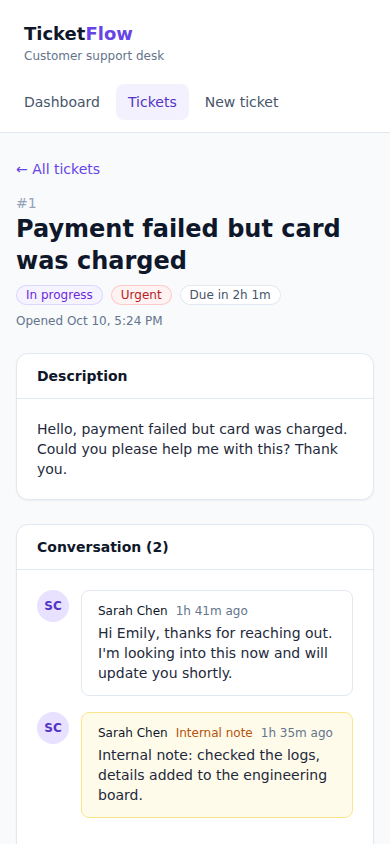 TicketFlow
Customer support desk
Dashboard Tickets New ticket
← All tickets
#1
Payment failed but card
was charged
In progress Urgent Due in 2h 1m
Opened Oct 10, 5:24 PM
Description
Hello, payment failed but card was charged.
Could you please help me with this? Thank
you.
Conversation (2)
SC Sarah Chen 1h 41m ago
Hi Emily, thanks for reaching out.
I'm looking into this now and will
update you shortly.
SC Sarah Chen Internal note 1h 35m ago
Internal note: checked the logs,
details added to the engineering
board.